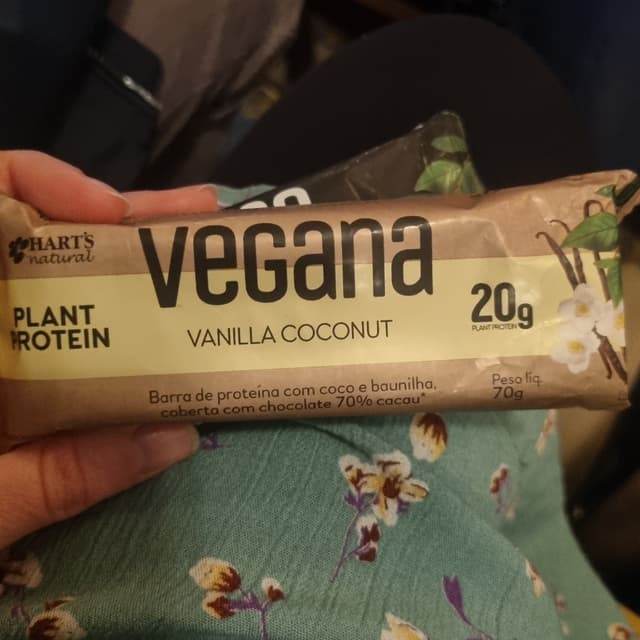 HART'S
natural
vegana
PLANT
PROTEIN
VANILLA COCONUT
20g
PLANT PROTEIN
Barra de proteína com coco e baunilha,
coberta com chocolate 70% cacau*
Peso líq.
70g